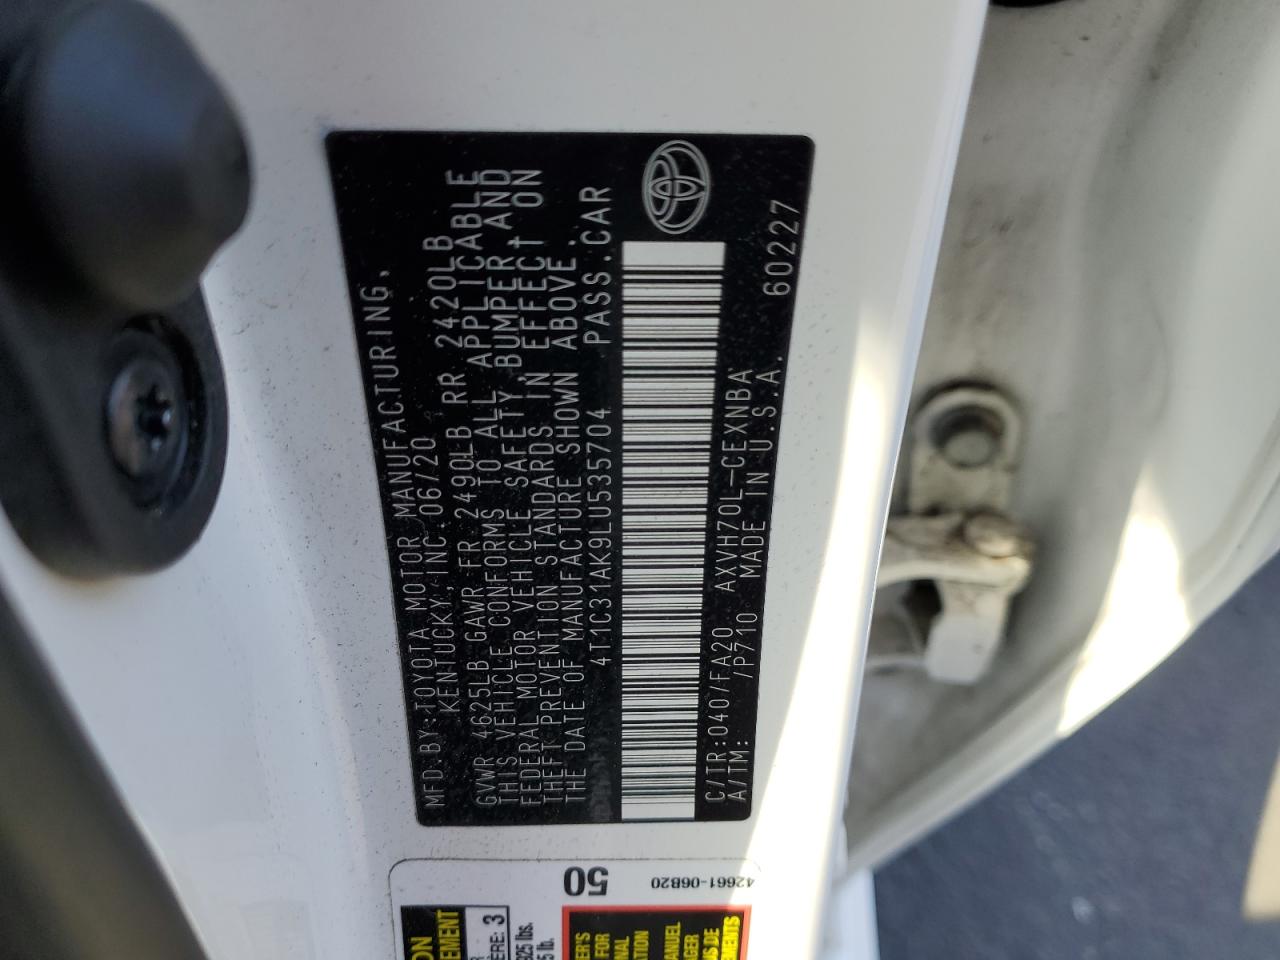 MFD.BY:TOYOTA MOTOR MANUFACTURING,
KENTUCKY, INC. 06/20
GVWR 4625LB GAWR FR 2490LB RR 2420LB
THIS VEHICLE CONFORMS TO ALL APPLICABLE
FEDERAL MOTOR VEHICLE SAFETY, BUMPER, AND
THEFT PREVENTION STANDARDS IN EFFECT ON
THE DATE OF MANUFACTURE SHOWN ABOVE.
4T1C31AK9LU535704 PASS.CAR
C/TR:040/FA20 AXVH70L-CEXNBA
A/TM: /P710 MADE IN U.S.A. 60227
50
42661-06B20
3